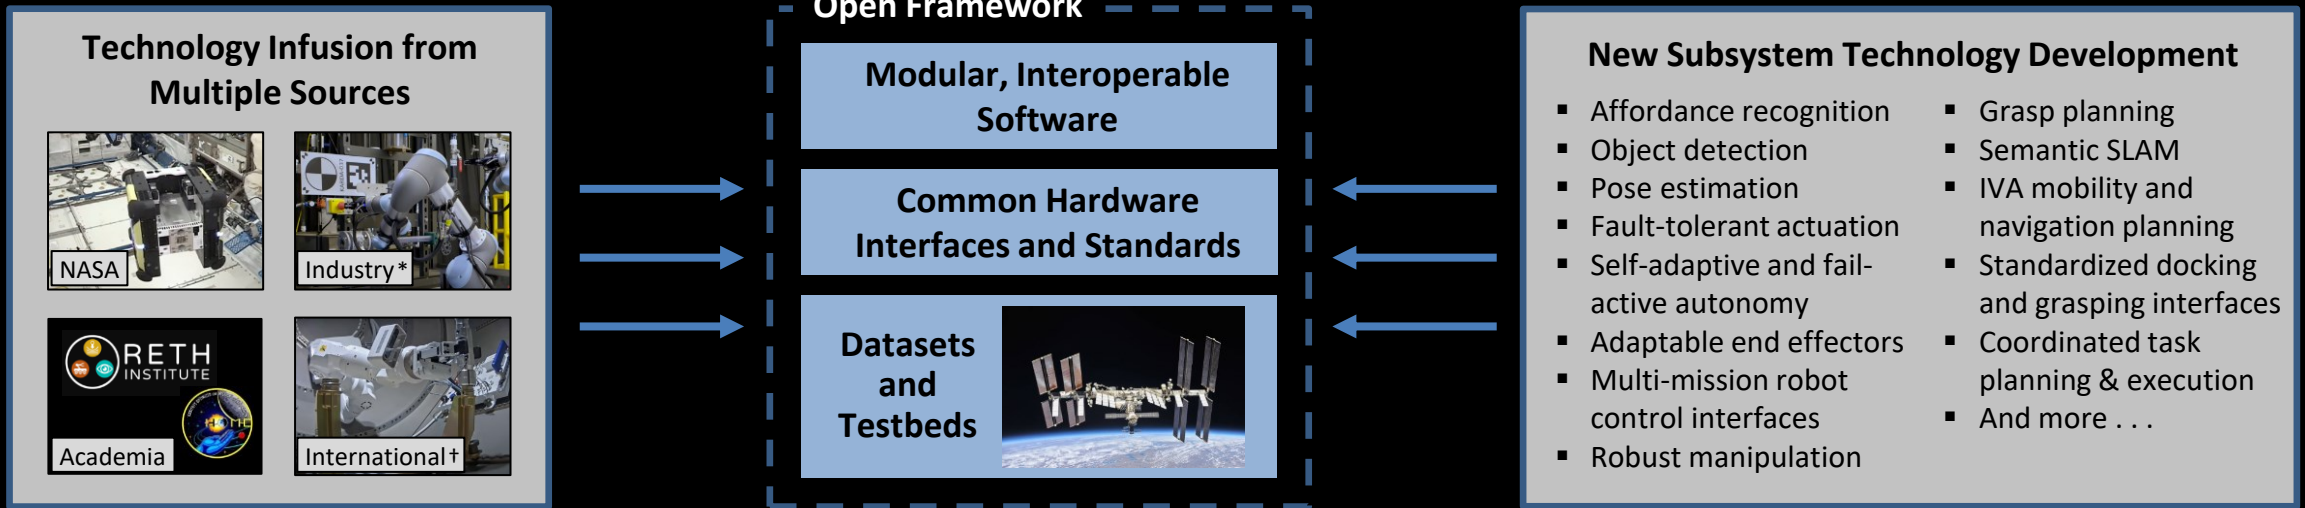 Technology Infusion from
Multiple Sources
NASA
Industry*
RETH
INSTITUTE
HOME
Academia
International†
Open Framework
Modular, Interoperable
Software
Common Hardware
Interfaces and Standards
Datasets
and
Testbeds
New Subsystem Technology Development
▪ Affordance recognition
▪ Object detection
▪ Pose estimation
▪ Fault-tolerant actuation
▪ Self-adaptive and fail-
active autonomy
▪ Adaptable end effectors
▪ Multi-mission robot
control interfaces
▪ Robust manipulation
▪ Grasp planning
▪ Semantic SLAM
▪ IVA mobility and
navigation planning
▪ Standardized docking
and grasping interfaces
▪ Coordinated task
planning & execution
▪ And more . . .